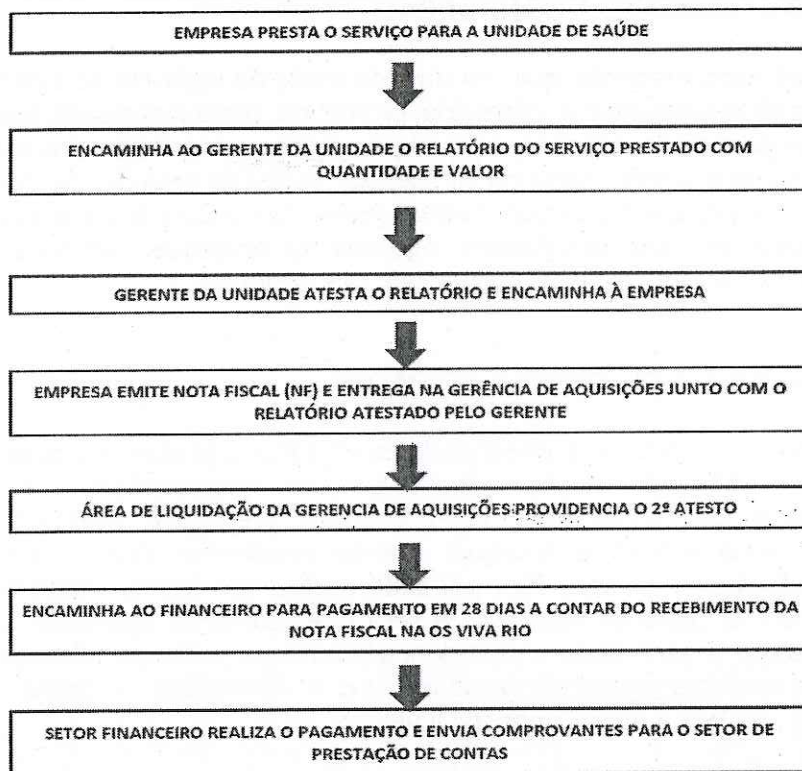 EMPRESA PRESTA O SERVIÇO PARA A UNIDADE DE SAÚDE
ENCAMINHA AO GERENTE DA UNIDADE O RELATÓRIO DO SERVIÇO PRESTADO COM
QUANTIDADE E VALOR
GERENTE DA UNIDADE ATESTA O RELATÓRIO E ENCAMINHA À EMPRESA
EMPRESA EMITE NOTA FISCAL (NF) E ENTREGA NA GERÊNCIA DE AQUISIÇÕES JUNTO COM O
RELATÓRIO ATESTADO PELO GERENTE
ÁREA DE LIQUIDAÇÃO DA GERENCIA DE AQUISIÇÕES PROVIDENCIA O 2º ATESTO
ENCAMINHA AO FINANCEIRO PARA PAGAMENTO EM 28 DIAS A CONTAR DO RECEBIMENTO DA
NOTA FISCAL NA OS VIVA RIO
SETOR FINANCEIRO REALIZA O PAGAMENTO E ENVIA COMPROVANTES PARA O SETOR DE
PRESTAÇÃO DE CONTAS